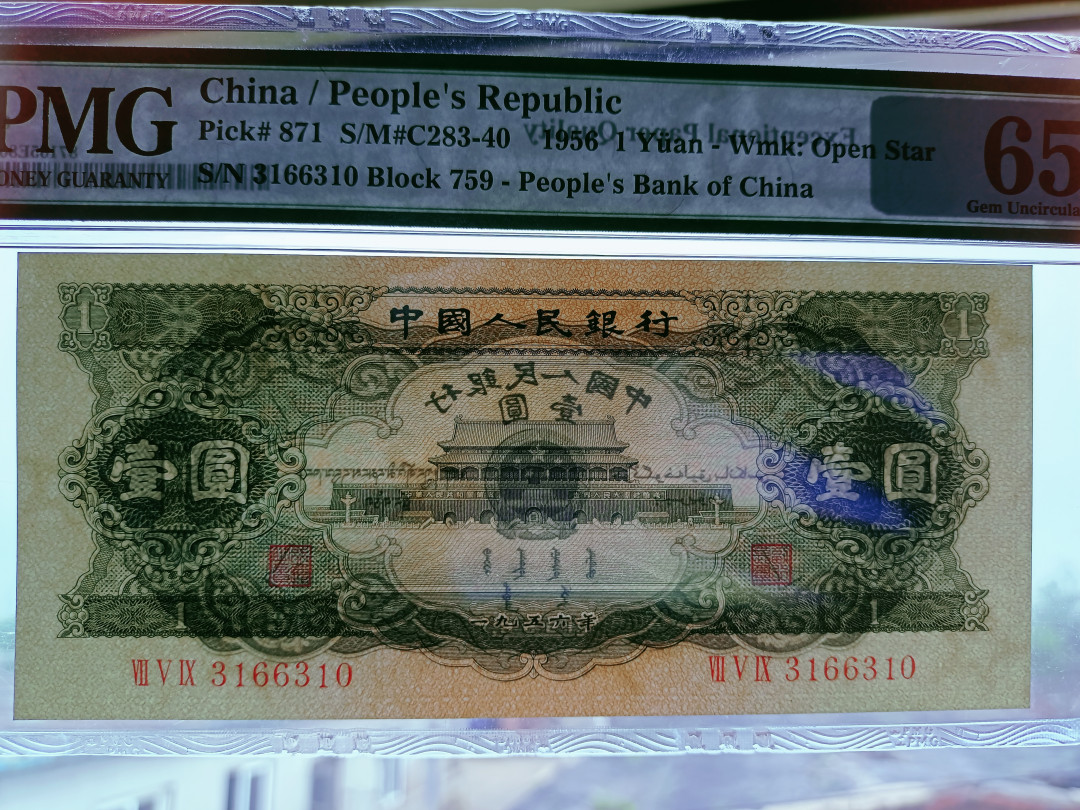 China / People's Republic
PMG
Pick# 871 S/M#C283-40 1956 1 Yuan - Wmk: Open Star
Exceptional Paper Quality
65
ONEY GUARANTY
S/N 3166310 Block 759 - People's Bank of China
Gem Uncircula
1
1
中國人民銀行
中國人民銀行
壹圓
壹圓
壹圓
1
1
一九五六年
Ⅶ Ⅴ Ⅸ 3166310
Ⅶ Ⅴ Ⅸ 3166310